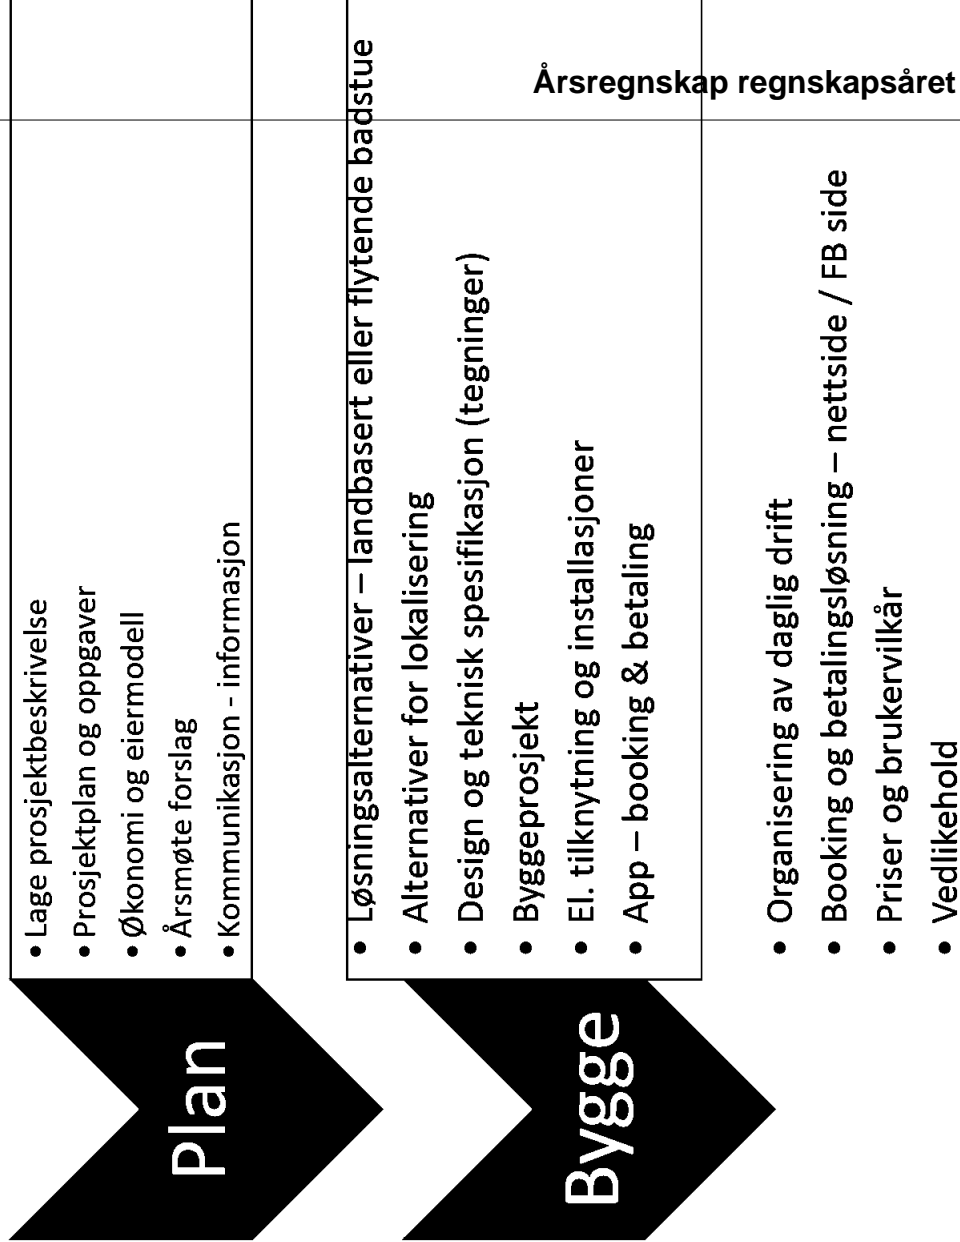 Årsregnskap regnskapsåret
Plan
• Lage prosjektbeskrivelse
• Prosjektplan og oppgaver
• Økonomi og eiermodell
• Årsmøte forslag
• Kommunikasjon - informasjon
Bygge
• Løsningsalternativer – landbasert eller flytende badstue
• Alternativer for lokalisering
• Design og teknisk spesifikasjon (tegninger)
• Byggeprosjekt
• El. tilknytning og installasjoner
• App – booking & betaling
• Organisering av daglig drift
• Booking og betalingsløsning – nettside / FB side
• Priser og brukervilkår
• Vedlikehold